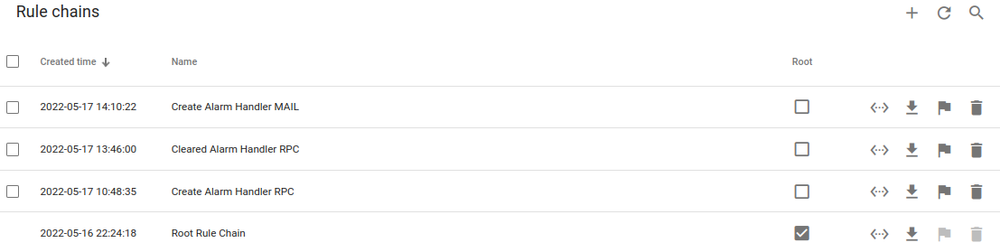 Rule chains
Created time Name Root
2022-05-17 14:10:22 Create Alarm Handler MAIL
2022-05-17 13:46:00 Cleared Alarm Handler RPC
2022-05-17 10:48:35 Create Alarm Handler RPC
2022-05-16 22:24:18 Root Rule Chain